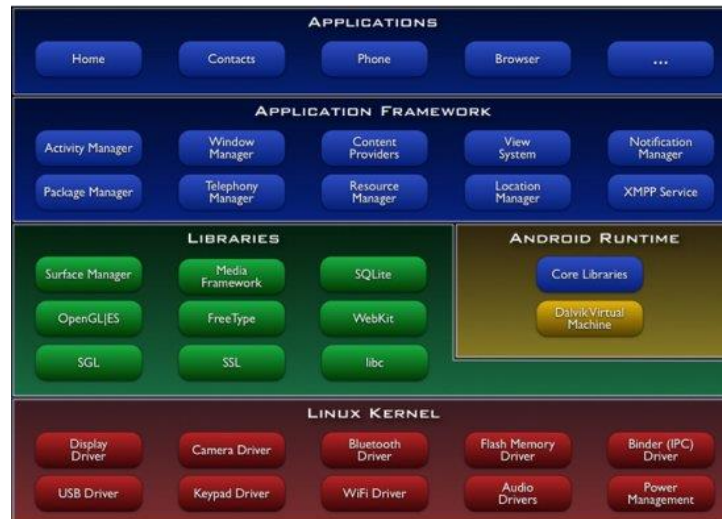 APPLICATIONS
Home Contacts Phone Browser ...
APPLICATION FRAMEWORK
Activity Manager Window Manager Content Providers View System Notification Manager
Package Manager Telephony Manager Resource Manager Location Manager XMPP Service
LIBRARIES
Surface Manager Media Framework SQLite
OpenGL|ES FreeType WebKit
SGL SSL libc
ANDROID RUNTIME
Core Libraries
Dalvik Virtual Machine
LINUX KERNEL
Display Driver Camera Driver Bluetooth Driver Flash Memory Driver Binder (IPC) Driver
USB Driver Keypad Driver WiFi Driver Audio Drivers Power Management